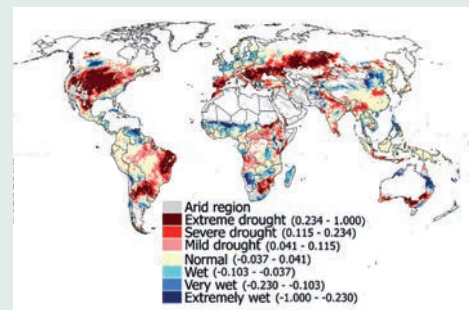 Arid region
Extreme drought (0.234 - 1.000)
Severe drought (0.115 - 0.234)
Mild drought (0.041 - 0.115)
Normal (-0.037 - 0.041)
Wet (-0.103 - -0.037)
Very wet (-0.230 - -0.103)
Extremely wet (-1.000 - -0.230)